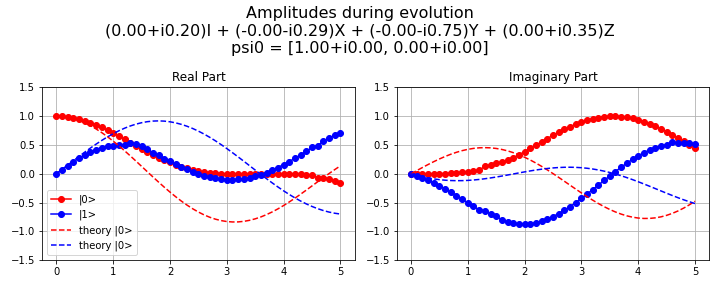 Amplitudes during evolution
(0.00+i0.20)I + (-0.00-i0.29)X + (-0.00-i0.75)Y + (0.00+i0.35)Z
psi0 = [1.00+i0.00, 0.00+i0.00]
Real Part
1.5
1.0
0.5
0.0
−0.5
−1.0
−1.5
|0>
|1>
theory |0>
theory |0>
0 1 2 3 4 5
Imaginary Part
1.5
1.0
0.5
0.0
−0.5
−1.0
−1.5
0 1 2 3 4 5